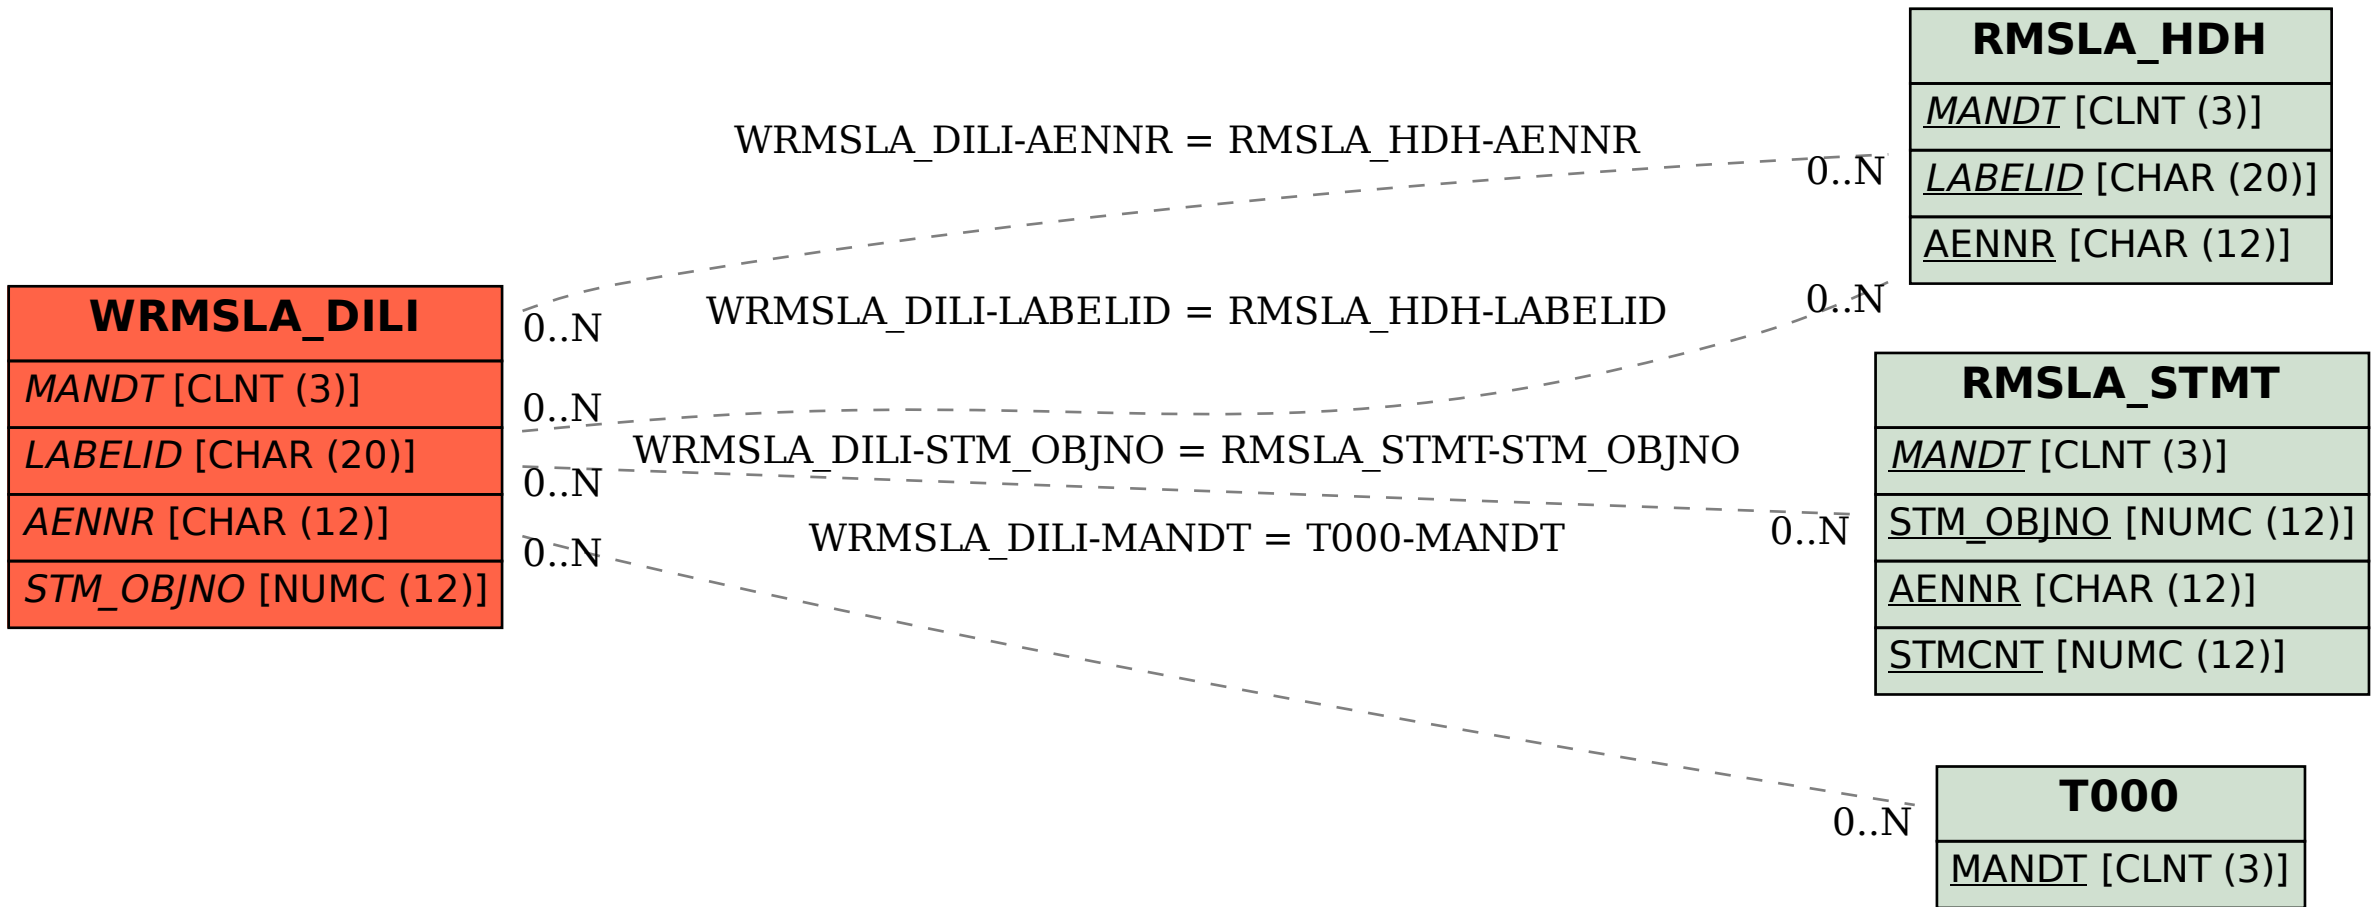 WRMSLA_DILI
MANDT [CLNT (3)]
LABELID [CHAR (20)]
AENNR [CHAR (12)]
STM_OBJNO [NUMC (12)]
WRMSLA_DILI-AENNR = RMSLA_HDH-AENNR
0..N
0..N
WRMSLA_DILI-LABELID = RMSLA_HDH-LABELID
0..N
0..N
WRMSLA_DILI-STM_OBJNO = RMSLA_STMT-STM_OBJNO
0..N
0..N
WRMSLA_DILI-MANDT = T000-MANDT
0..N
0..N
RMSLA_HDH
MANDT [CLNT (3)]
LABELID [CHAR (20)]
AENNR [CHAR (12)]
RMSLA_STMT
MANDT [CLNT (3)]
STM_OBJNO [NUMC (12)]
AENNR [CHAR (12)]
STMCNT [NUMC (12)]
T000
MANDT [CLNT (3)]